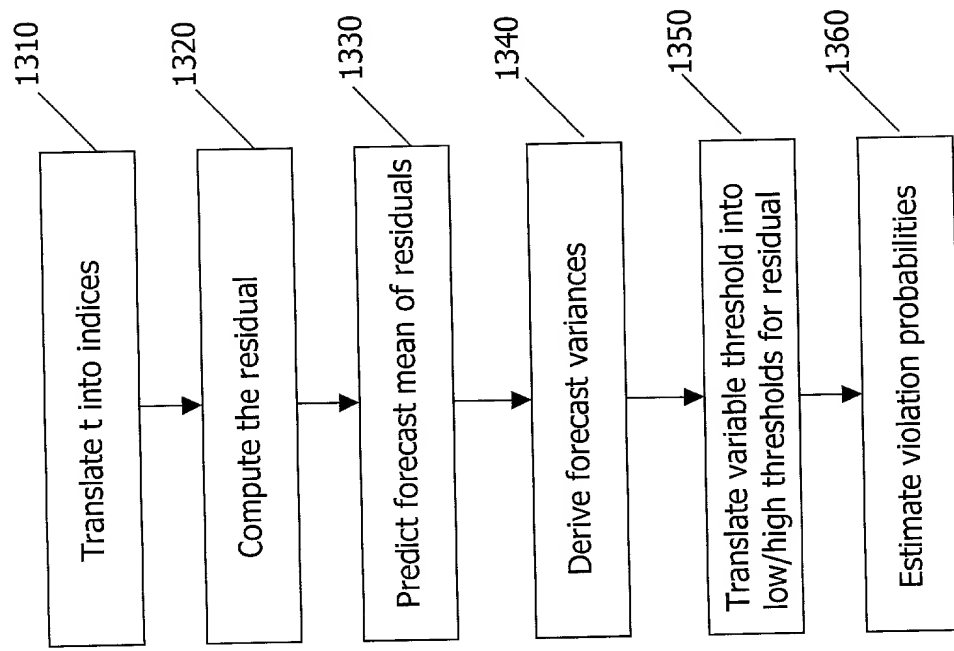 Translate t into indices
1310
Compute the residual
1320
Predict forecast mean of residuals
1330
Derive forecast variances
1340
Translate variable threshold into
low/high thresholds for residual
1350
Estimate violation probabilities
1360